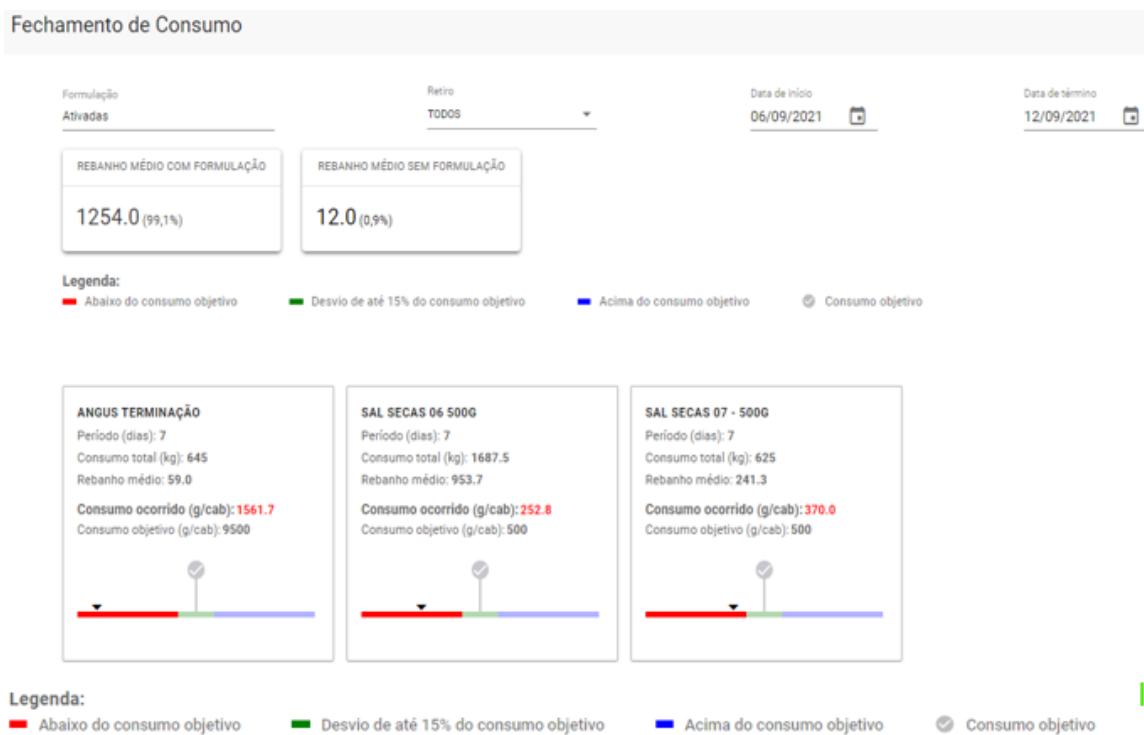 Fechamento de Consumo
Formulação
Ativadas
Retiro
TODOS
Data de início
06/09/2021
Data de término
12/09/2021
REBANHO MÉDIO COM FORMULAÇÃO
1254.0 (99,1%)
REBANHO MÉDIO SEM FORMULAÇÃO
12.0 (0,9%)
Legenda:
Abaixo do consumo objetivo
Desvio de até 15% do consumo objetivo
Acima do consumo objetivo
Consumo objetivo
ANGUS TERMINAÇÃO
Período (dias): 7
Consumo total (kg): 645
Rebanho médio: 59.0
Consumo ocorrido (g/cab): 1561.7
Consumo objetivo (g/cab): 9500
SAL SECAS 06 500G
Período (dias): 7
Consumo total (kg): 1687.5
Rebanho médio: 953.7
Consumo ocorrido (g/cab): 252.8
Consumo objetivo (g/cab): 500
SAL SECAS 07 - 500G
Período (dias): 7
Consumo total (kg): 625
Rebanho médio: 241.3
Consumo ocorrido (g/cab): 370.0
Consumo objetivo (g/cab): 500
Legenda:
Abaixo do consumo objetivo
Desvio de até 15% do consumo objetivo
Acima do consumo objetivo
Consumo objetivo